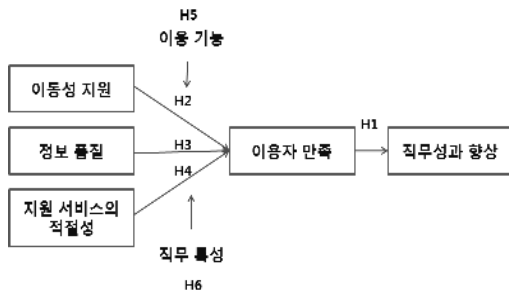 H5
이용 기능
이동성 지원
H2
H1
정보 품질
H3
이용자 만족
직무성과 향상
H4
지원 서비스의
적절성
직무 특성
H6